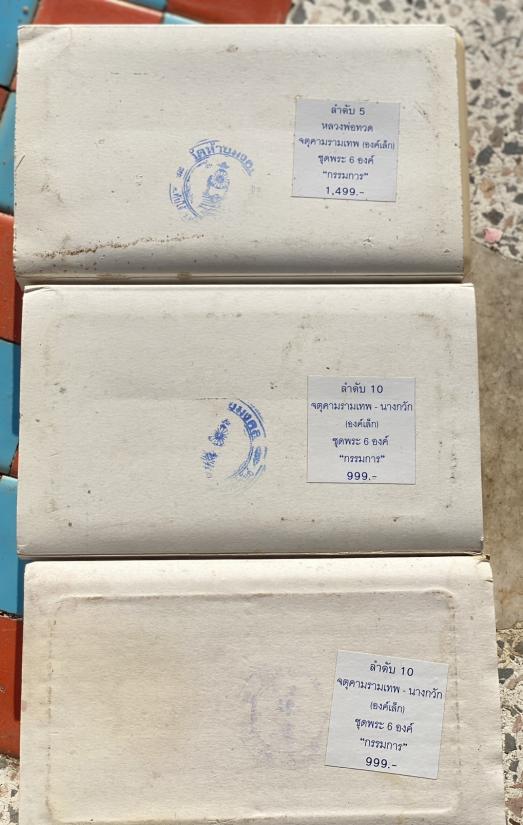 ลำดับ 5
หลวงพ่อทวด
จตุคามรามเทพ (องค์เล็ก)
ชุดพระ 6 องค์
"กรรมการ"
1,499.-
ลำดับ 10
จตุคามรามเทพ - นางกวัก
(องค์เล็ก)
ชุดพระ 6 องค์
"กรรมการ"
999.-
ลำดับ 10
จตุคามรามเทพ - นางกวัก
(องค์เล็ก)
ชุดพระ 6 องค์
"กรรมการ"
999.-